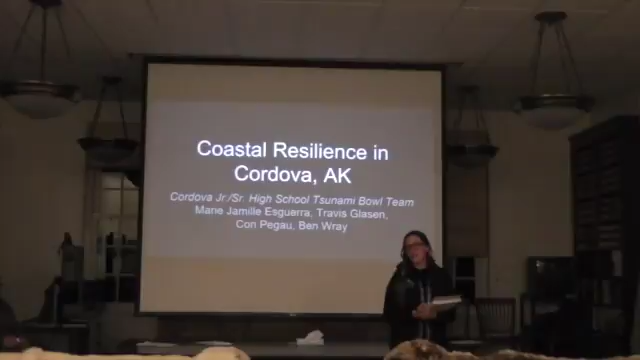 Coastal Resilience in
Cordova, AK
Cordova Jr./Sr. High School Tsunami Bowl Team
Marie Jamille Esguerra, Travis Glasen,
Con Pegau, Ben Wray